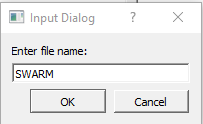 Input Dialog
Enter file name:
SWARM
OK
Cancel